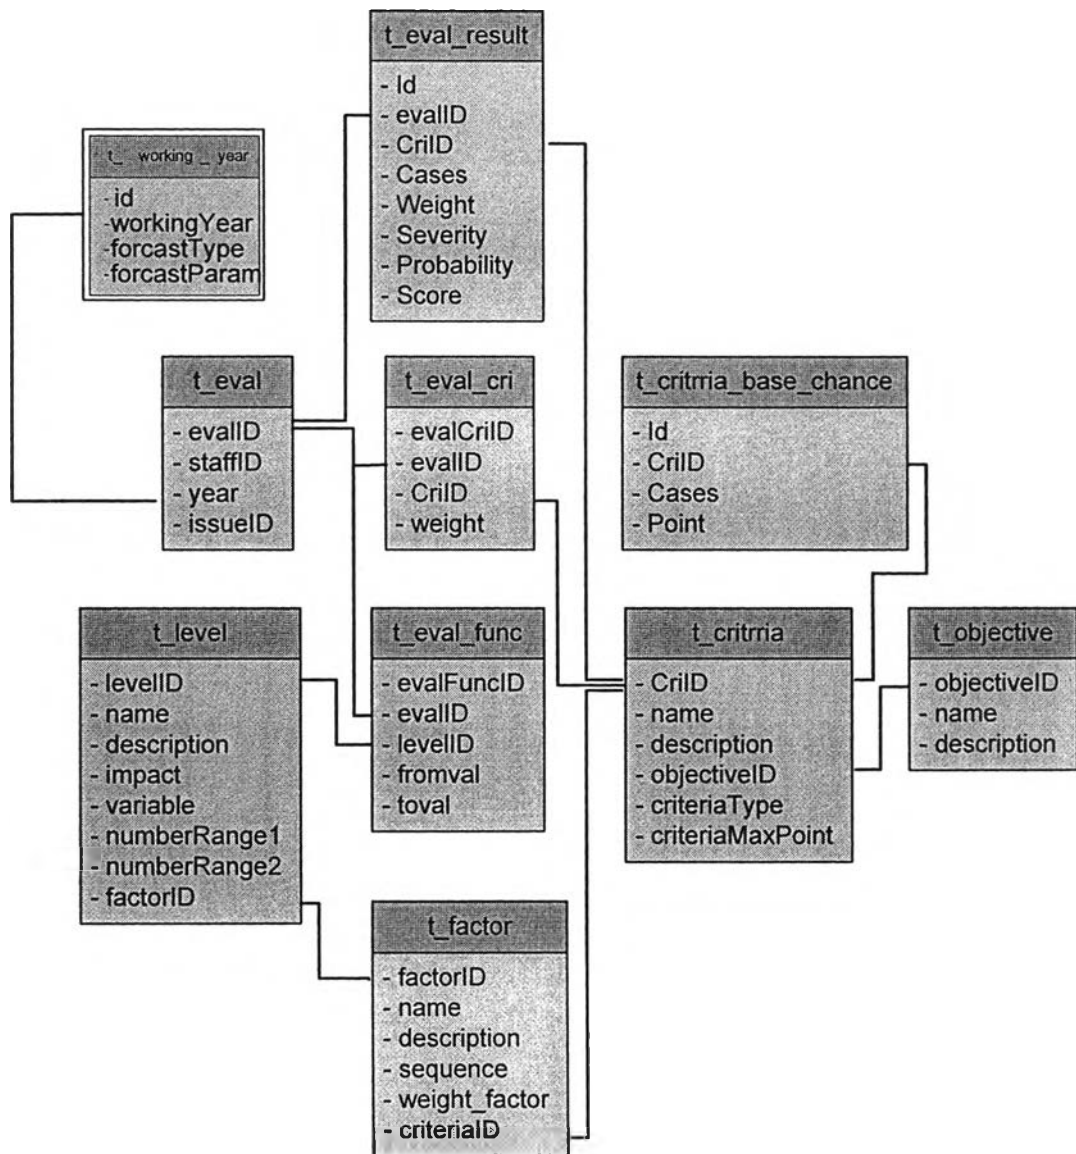 t_eval_result
- Id
- evalID
- CriID
- Cases
- Weight
- Severity
- Probability
- Score
t_ working _ year
-id
-workingYear
-forcastType
-forcastParam
t_eval
- evalID
- staffID
- year
- issueID
t_eval_cri
- evalCriID
- evalID
- CriID
- weight
t_critrria_base_chance
- Id
- CriID
- Cases
- Point
t_level
- levelID
- name
- description
- impact
- variable
- numberRange1
- numberRange2
- factorID
t_eval_func
- evalFuncID
- evalID
- levelID
- fromval
- toval
t_critrria
- CriID
- name
- description
- objectiveID
- criteriaType
- criteriaMaxPoint
t_objective
- objectiveID
- name
- description
t_factor
- factorID
- name
- description
- sequence
- weight_factor
- criteriaID